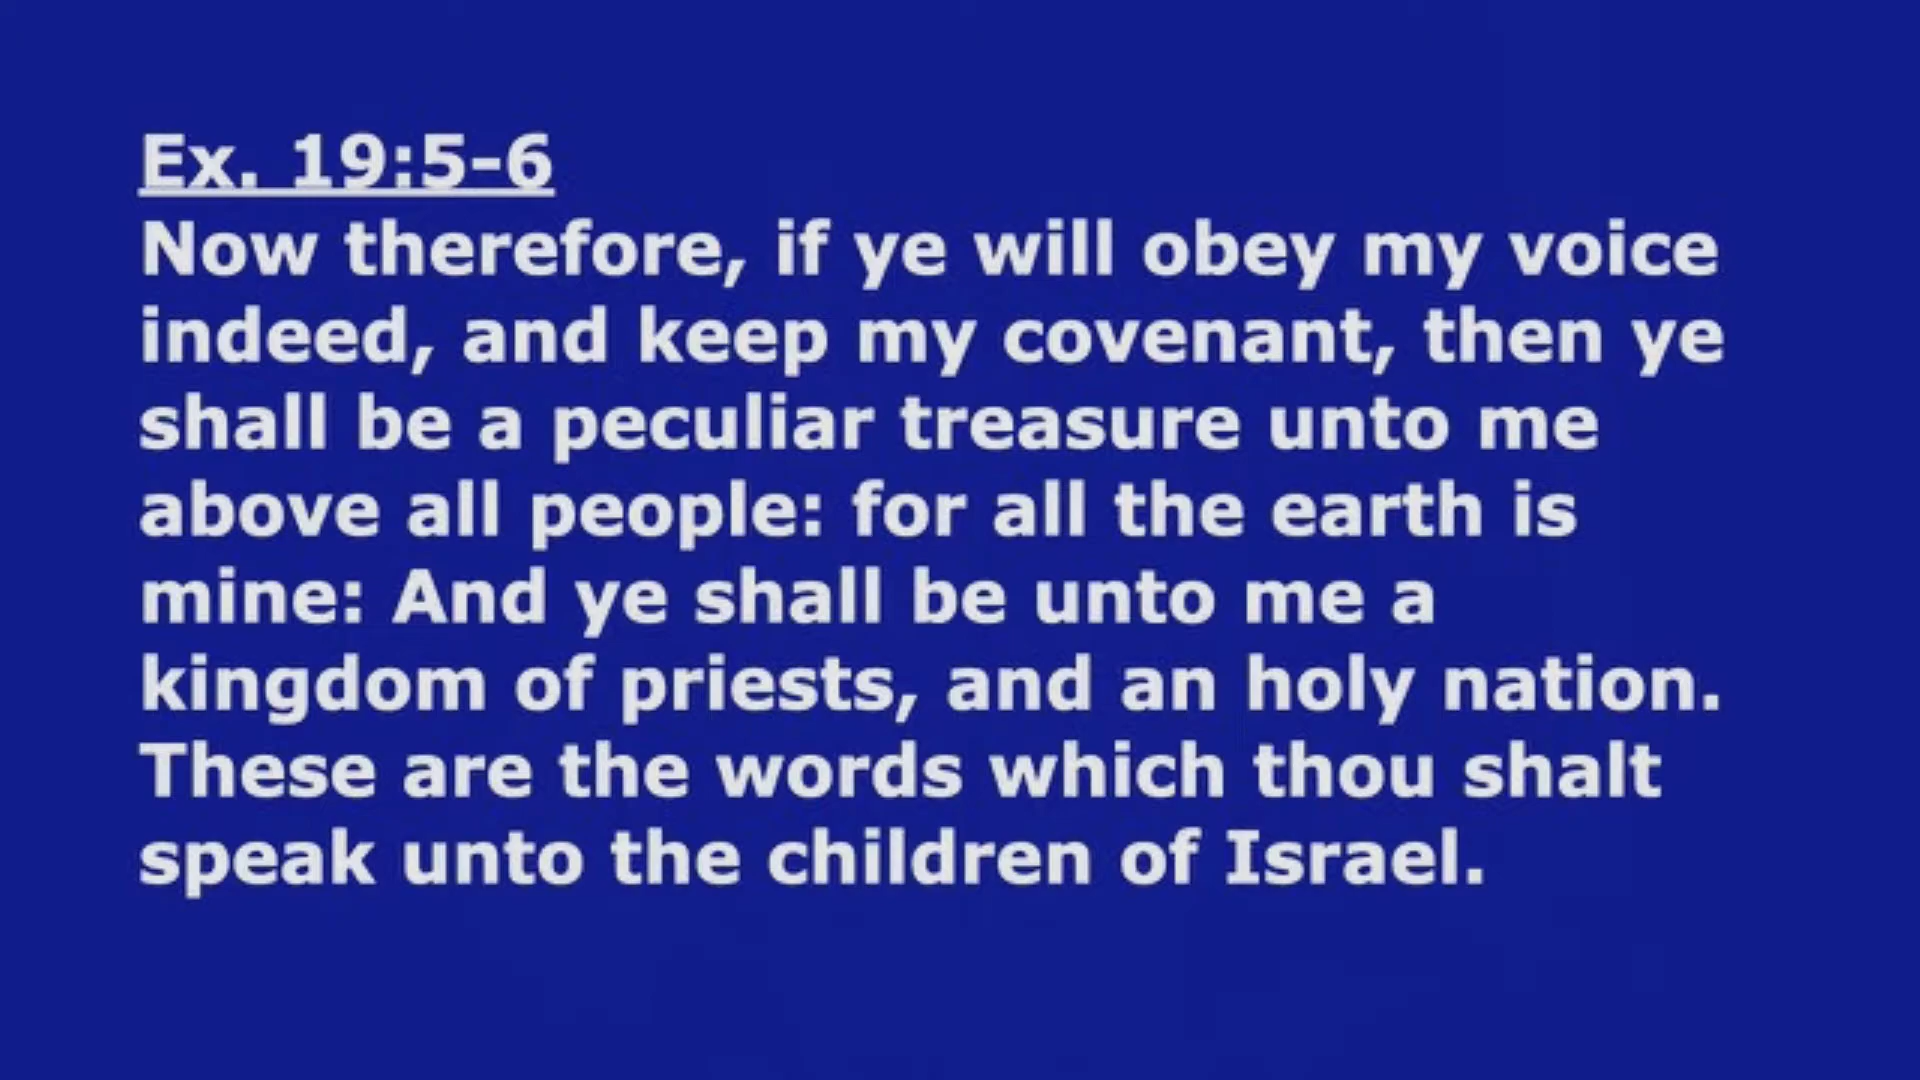 Ex. 19:5-6
Now therefore, if ye will obey my voice
indeed, and keep my covenant, then ye
shall be a peculiar treasure unto me
above all people: for all the earth is
mine: And ye shall be unto me a
kingdom of priests, and an holy nation.
These are the words which thou shalt
speak unto the children of Israel.